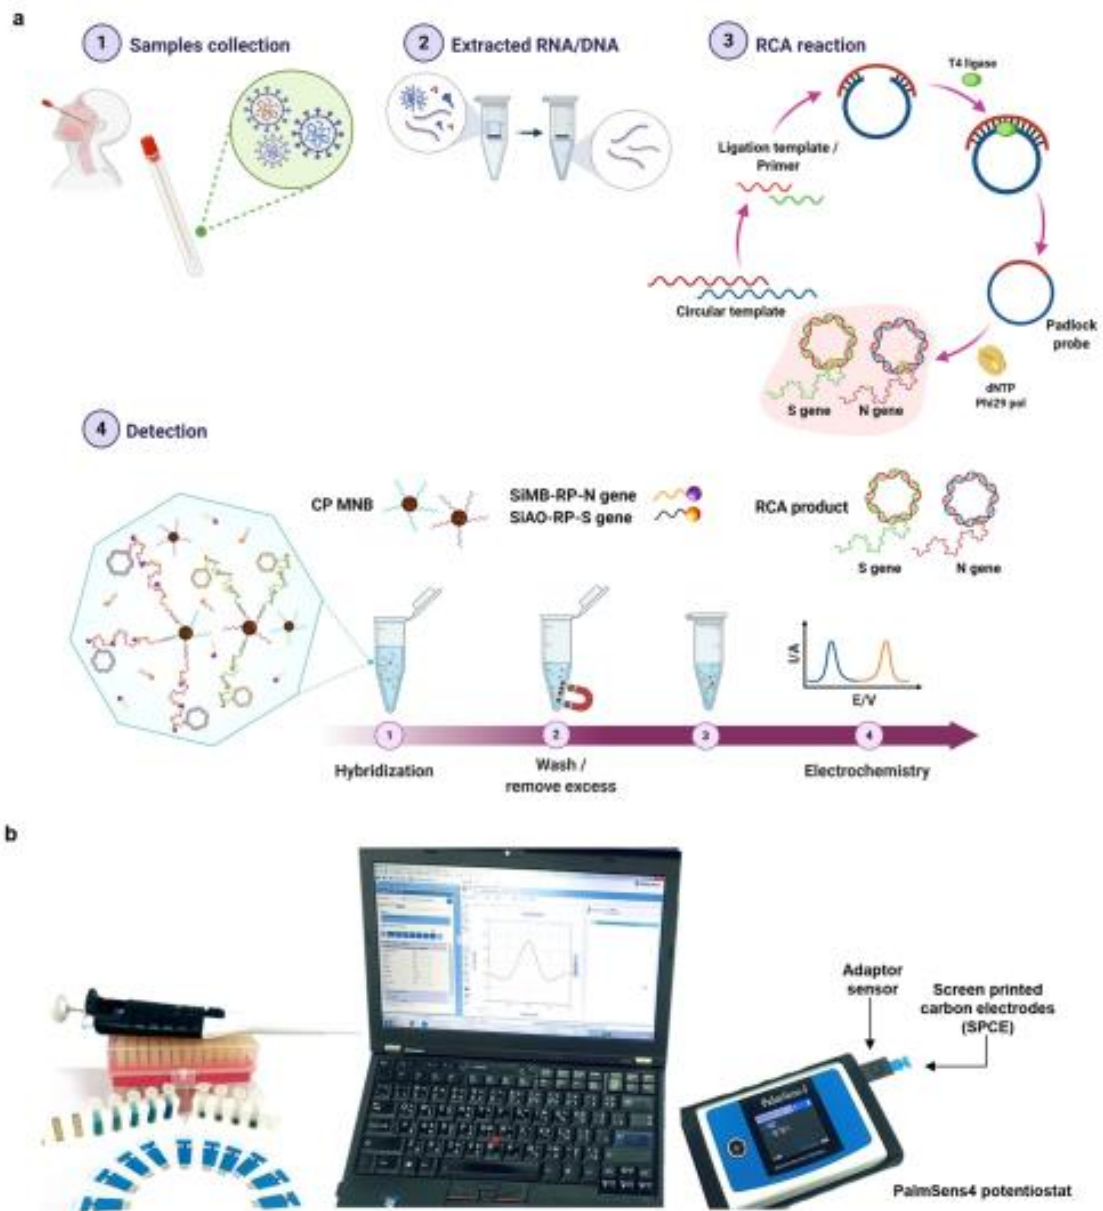 a
1 Samples collection
2 Extracted RNA/DNA
3 RCA reaction
T4 ligase
Ligation template /
Primer
Circular template
Padlock
probe
dNTP
Phi29 pol
S gene
N gene
4 Detection
CP MNB
SiMB-RP-N gene
SiAO-RP-S gene
RCA product
S gene
N gene
I/A
E/V
1
2
3
4
Hybridization
Wash /
remove excess
Electrochemistry
b
Adaptor
sensor
Screen printed
carbon electrodes
(SPCE)
PalmSens4
PalmSens4 potentiostat